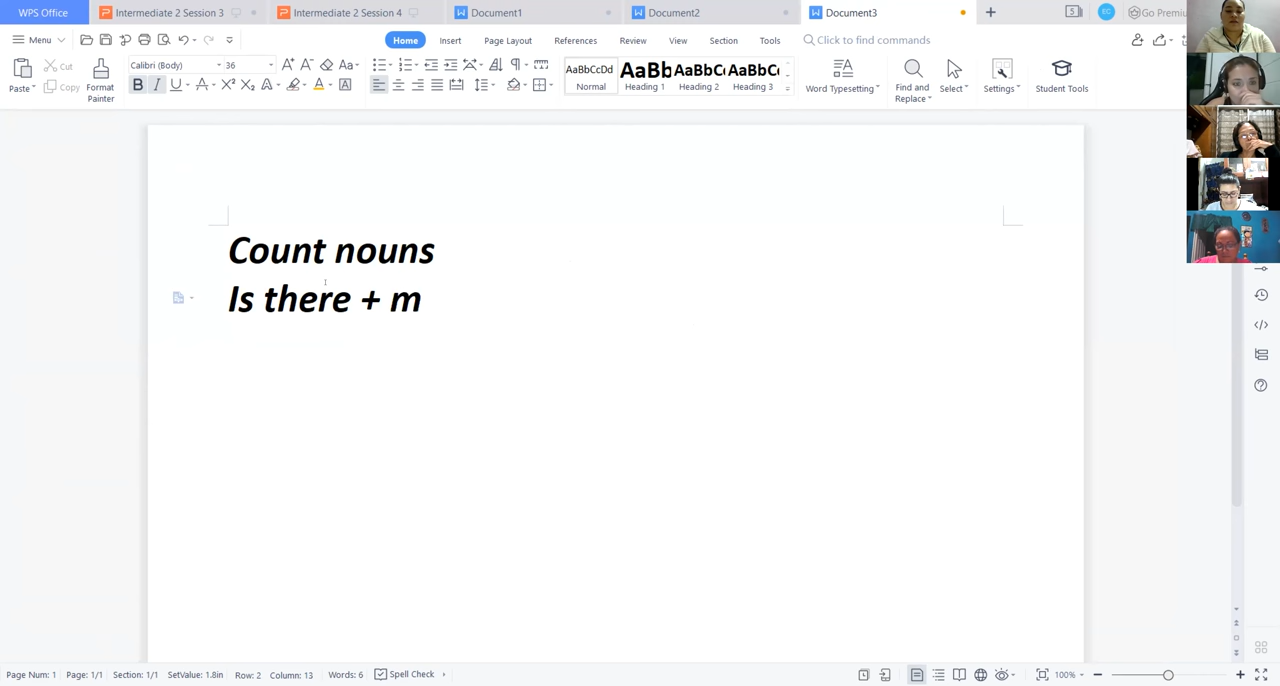 WPS Office
Intermediate 2 Session 3
Intermediate 2 Session 4
Document1
Document2
Document3
5
EC
Go Premiu
Menu
Home
Insert
Page Layout
References
Review
View
Section
Tools
Click to find commands
Paste
Cut
Copy
Format Painter
Calibri (Body)
36
AaBbCcDd
Normal
AaBb
Heading 1
AaBbC
Heading 2
AaBbC
Heading 3
Word Typesetting
Find and Replace
Select
Settings
Student Tools
Count nouns
Is there + m
Page Num: 1
Page: 1/1
Section: 1/1
SetValue: 1.8in
Row: 2
Column: 13
Words: 6
Spell Check
100%